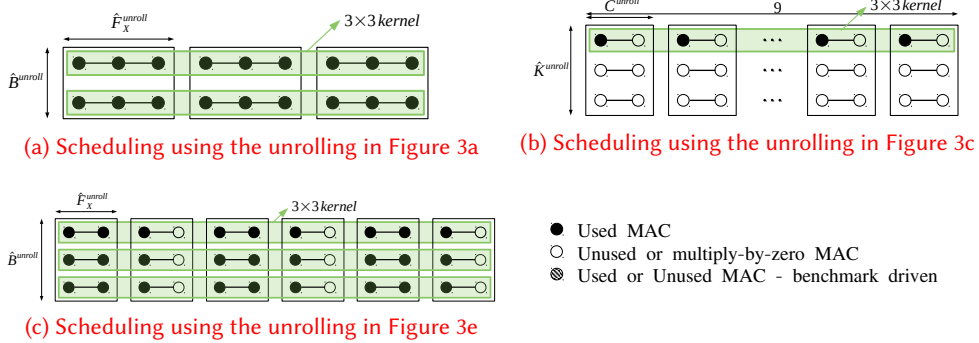 F̂_X^unroll
3×3 kernel
B̂^unroll
(a) Scheduling using the unrolling in Figure 3a
C^unroll
9
3×3 kernel
K̂^unroll
(b) Scheduling using the unrolling in Figure 3c
F̂_X^unroll
3×3 kernel
B̂^unroll
(c) Scheduling using the unrolling in Figure 3e
Used MAC
Unused or multiply-by-zero MAC
Used or Unused MAC - benchmark driven